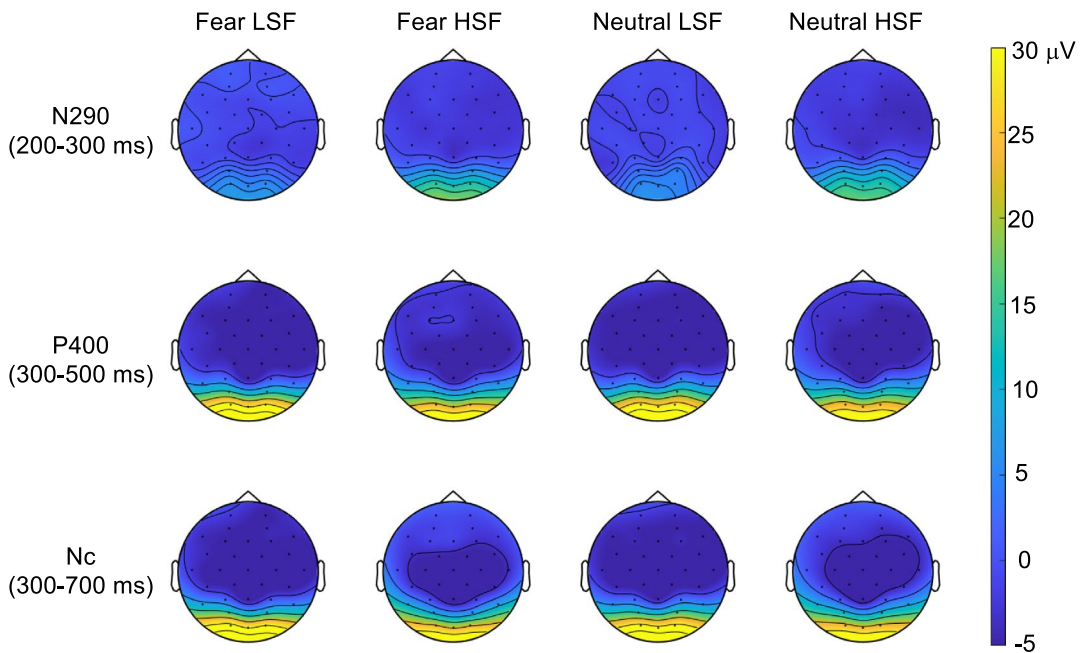 Fear LSF
Fear HSF
Neutral LSF
Neutral HSF
30 μV
25
20
15
10
5
0
-5
N290
(200-300 ms)
P400
(300-500 ms)
Nc
(300-700 ms)